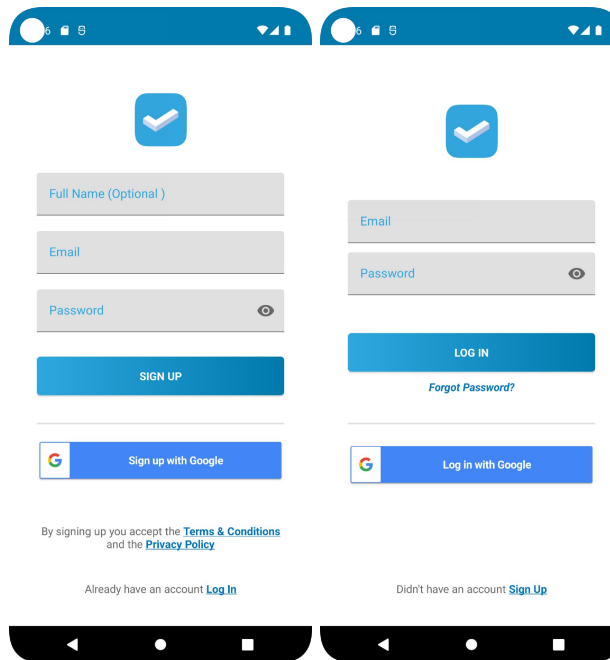 6
Full Name (Optional )
Email
Password
SIGN UP
G
Sign up with Google
By signing up you accept the Terms & Conditions
and the Privacy Policy
Already have an account Log In
6
Email
Password
LOG IN
Forgot Password?
G
Log in with Google
Didn't have an account Sign Up